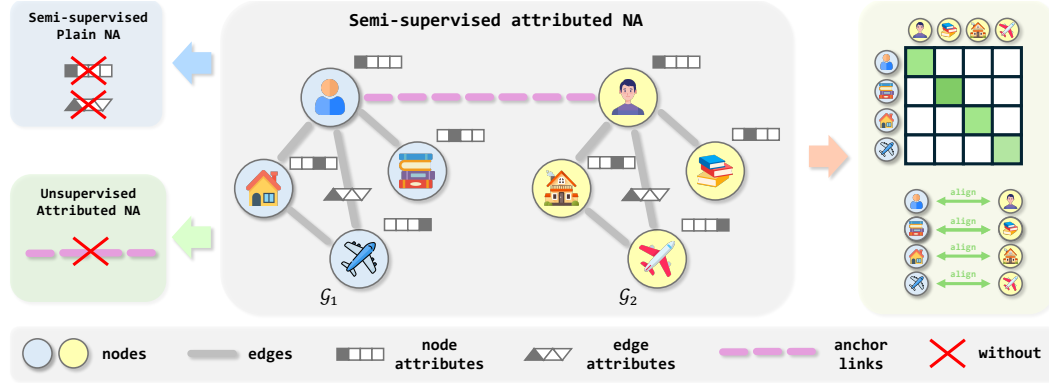 Semi-supervised
Plain NA
Unsupervised
Attributed NA
Semi-supervised attributed NA
𝒢1
𝒢2
align
align
align
align
nodes
edges
node
attributes
edge
attributes
anchor
links
without